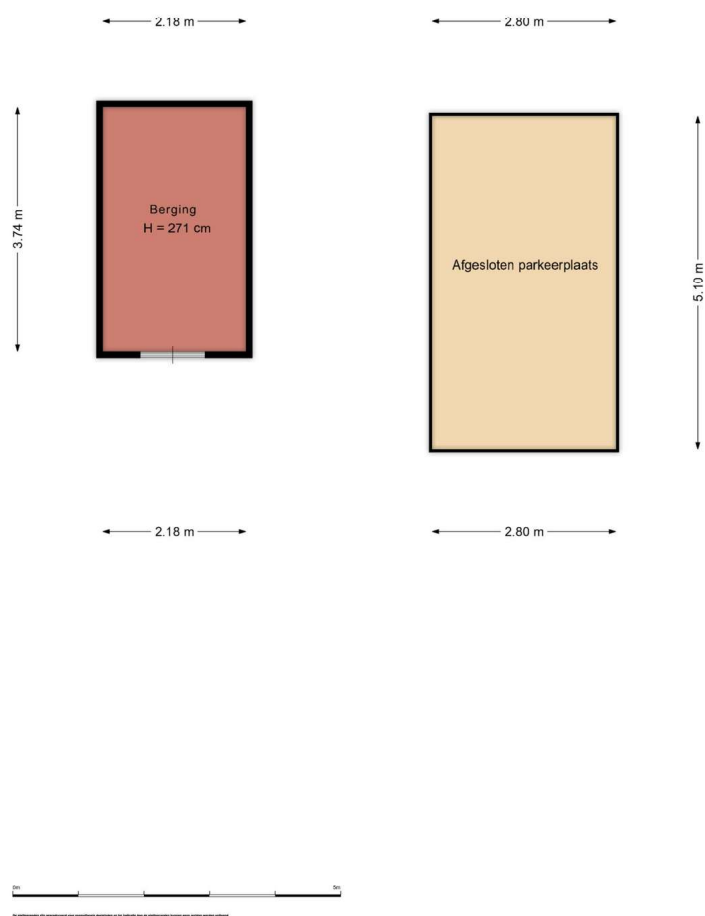 2.18 m
2.80 m
Berging
H = 271 cm
3.74 m
Afgesloten parkeerplaats
5.10 m
2.18 m
2.80 m
0m
5m